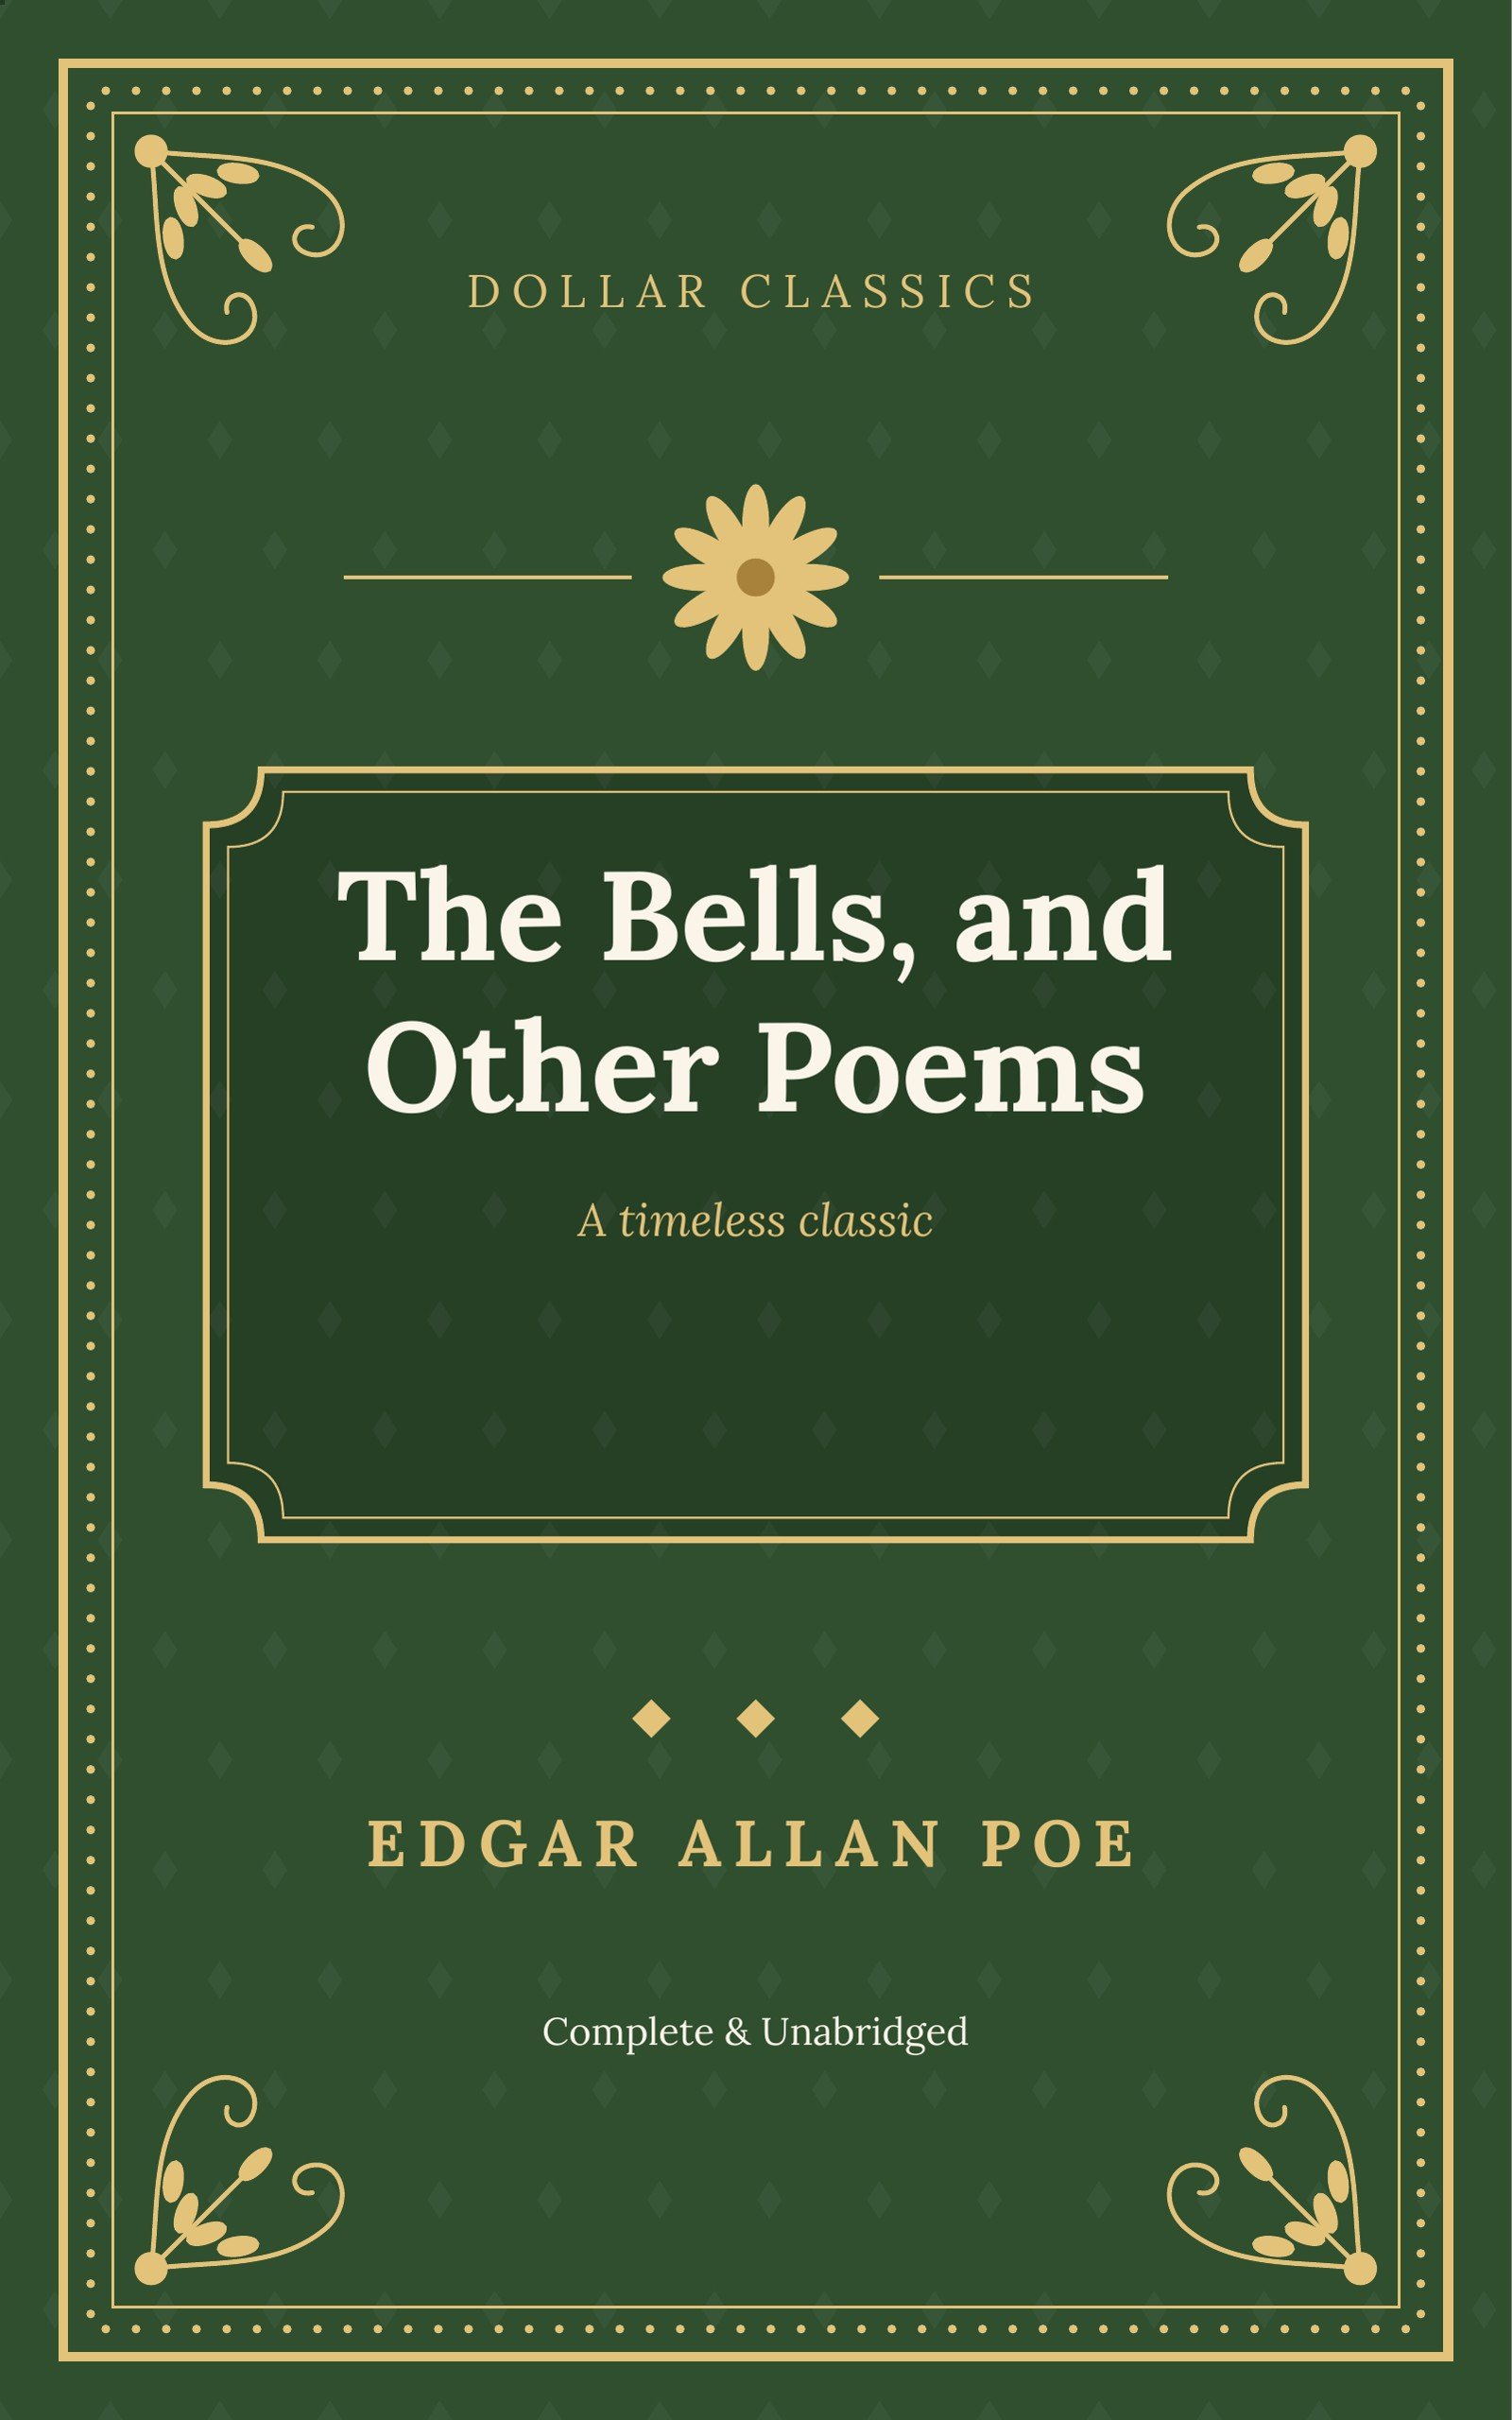 DOLLAR CLASSICS
The Bells, and
Other Poems
A timeless classic
EDGAR ALLAN POE
Complete & Unabridged